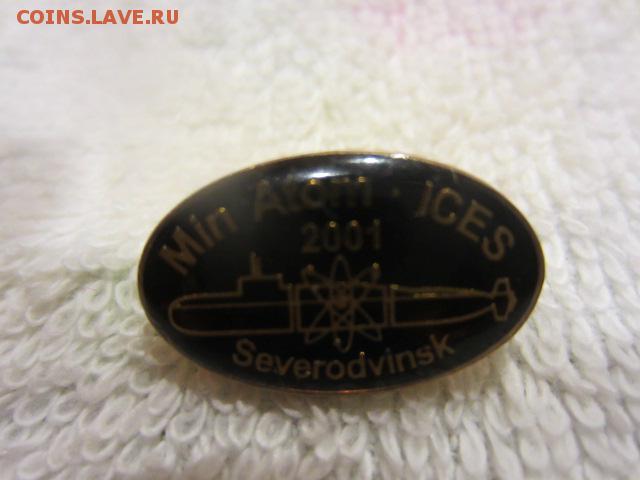 COINS.LAVE.RU
Min Atom · ICES
2001
Severodvinsk